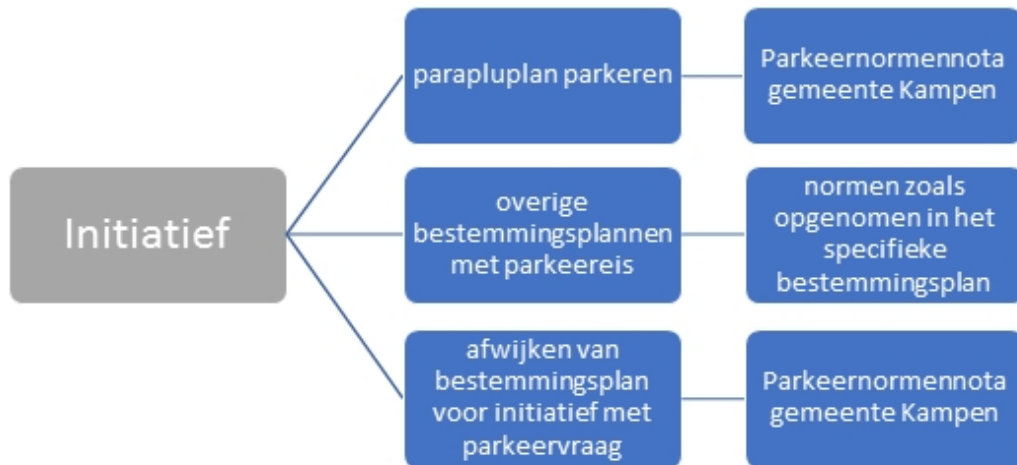 Initiatief
parapluplan parkeren
Parkeernormennota
gemeente Kampen
overige
bestemmingsplannen
met parkeereis
normen zoals
opgenomen in het
specifieke
bestemmingsplan
afwijken van
bestemmingsplan
voor initiatief met
parkeervraag
Parkeernormennota
gemeente Kampen